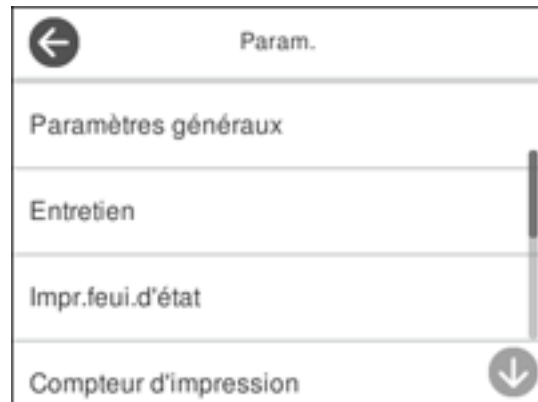 Param.
Paramètres généraux
Entretien
Impr.feui.d'état
Compteur d'impression